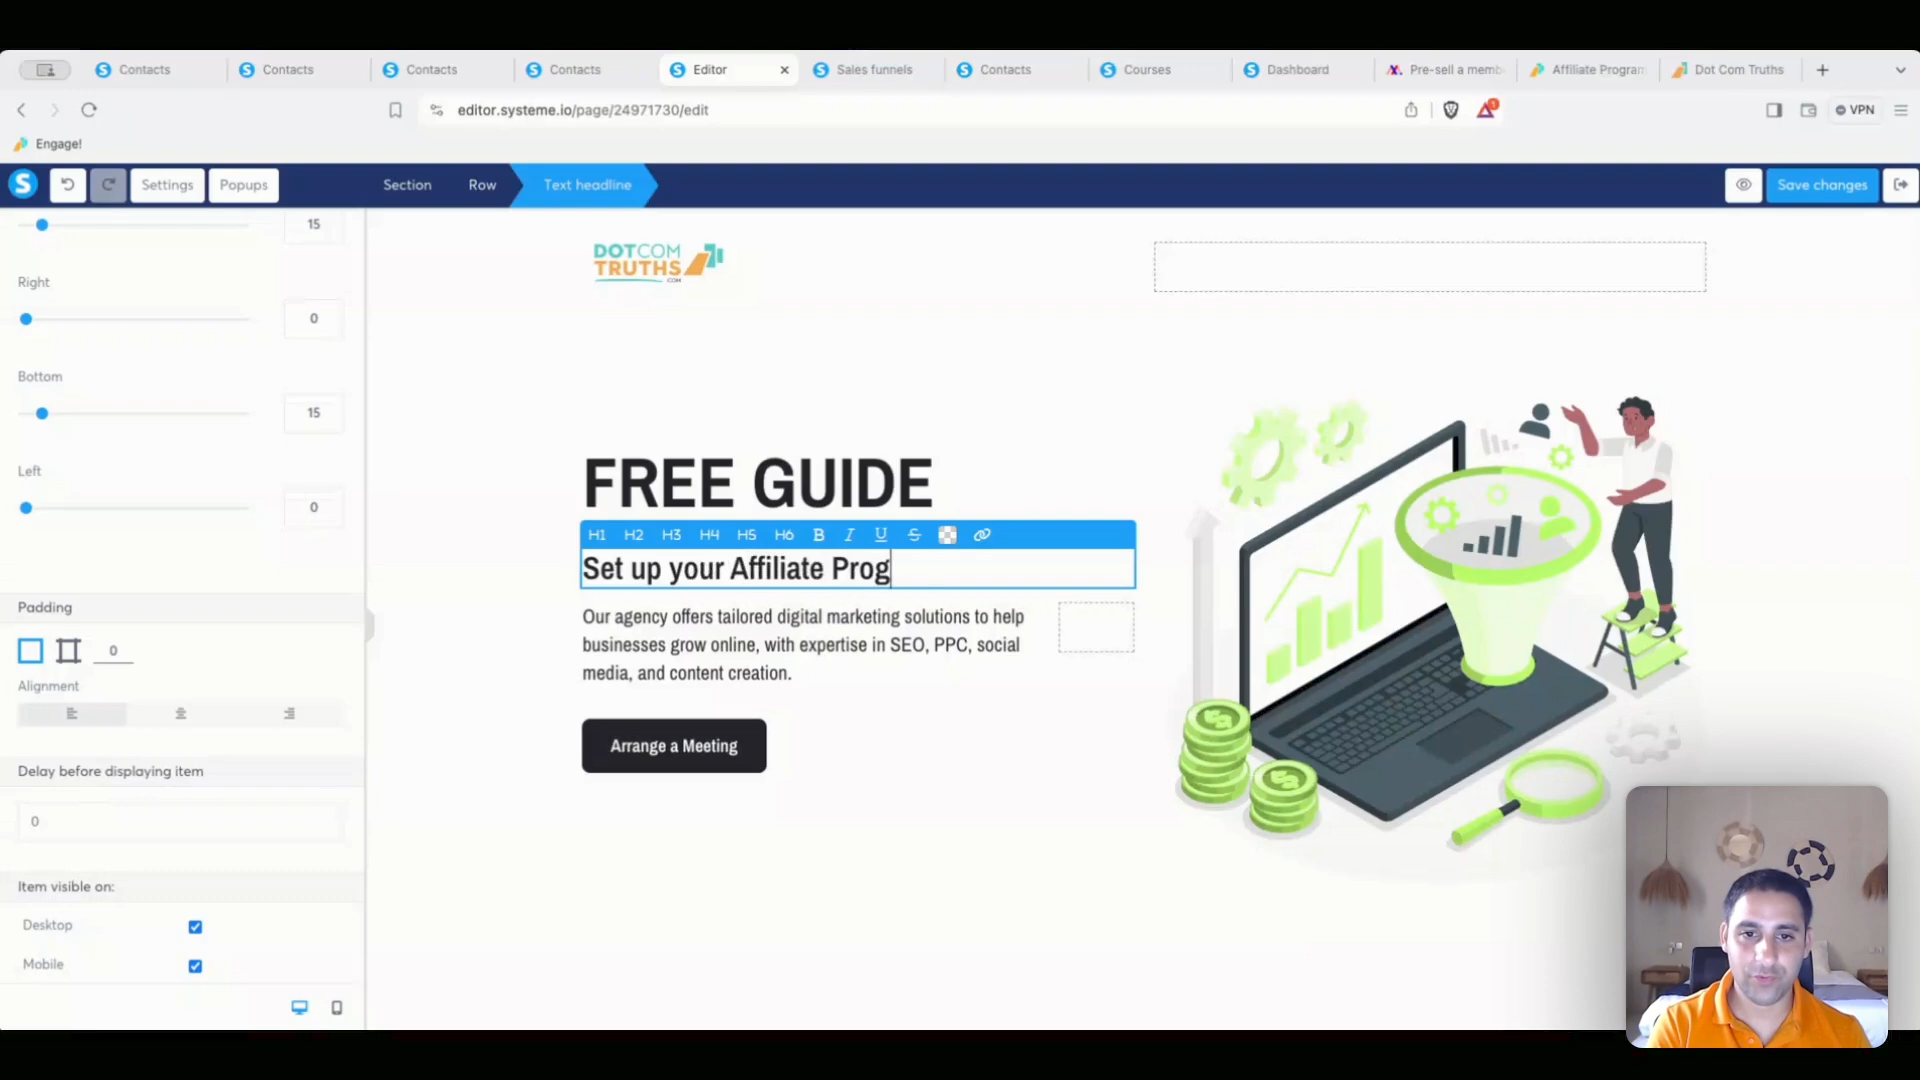 Contacts
Contacts
Contacts
Contacts
Editor
Sales funnels
Contacts
Courses
Dashboard
Pre-sell a memb
Affiliate Program
Dot Com Truths
editor.systeme.io/page/24971730/edit
1
VPN
Engage!
S
Settings
Popups
Section
Row
Text headline
Save changes
15
Right
0
Bottom
15
Left
0
Padding
0
Alignment
Delay before displaying item
0
Item visible on:
Desktop
Mobile
DOTCOM
TRUTHS
.COM
FREE GUIDE
H1 H2 H3 H4 H5 H6 B I U S
Set up your Affiliate Prog
Our agency offers tailored digital marketing solutions to help
businesses grow online, with expertise in SEO, PPC, social
media, and content creation.
Arrange a Meeting